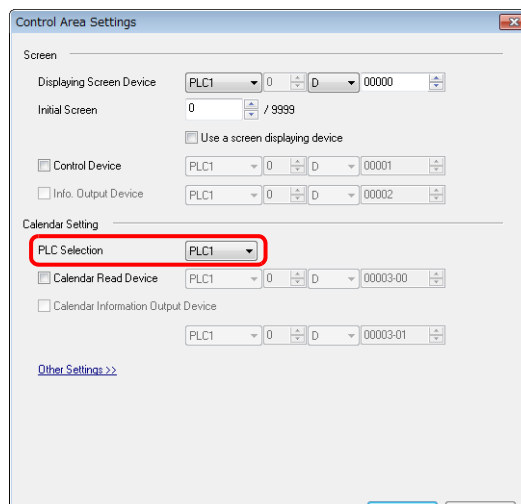 Control Area Settings
Screen
Displaying Screen Device PLC1 0 D 00000
Initial Screen 0 / 9999
Use a screen displaying device
Control Device PLC1 0 D 00001
Info. Output Device PLC1 0 D 00002
Calendar Setting
PLC Selection PLC1
Calendar Read Device PLC1 0 D 00003-00
Calendar Information Output Device
PLC1 0 D 00003-01
Other Settings >>